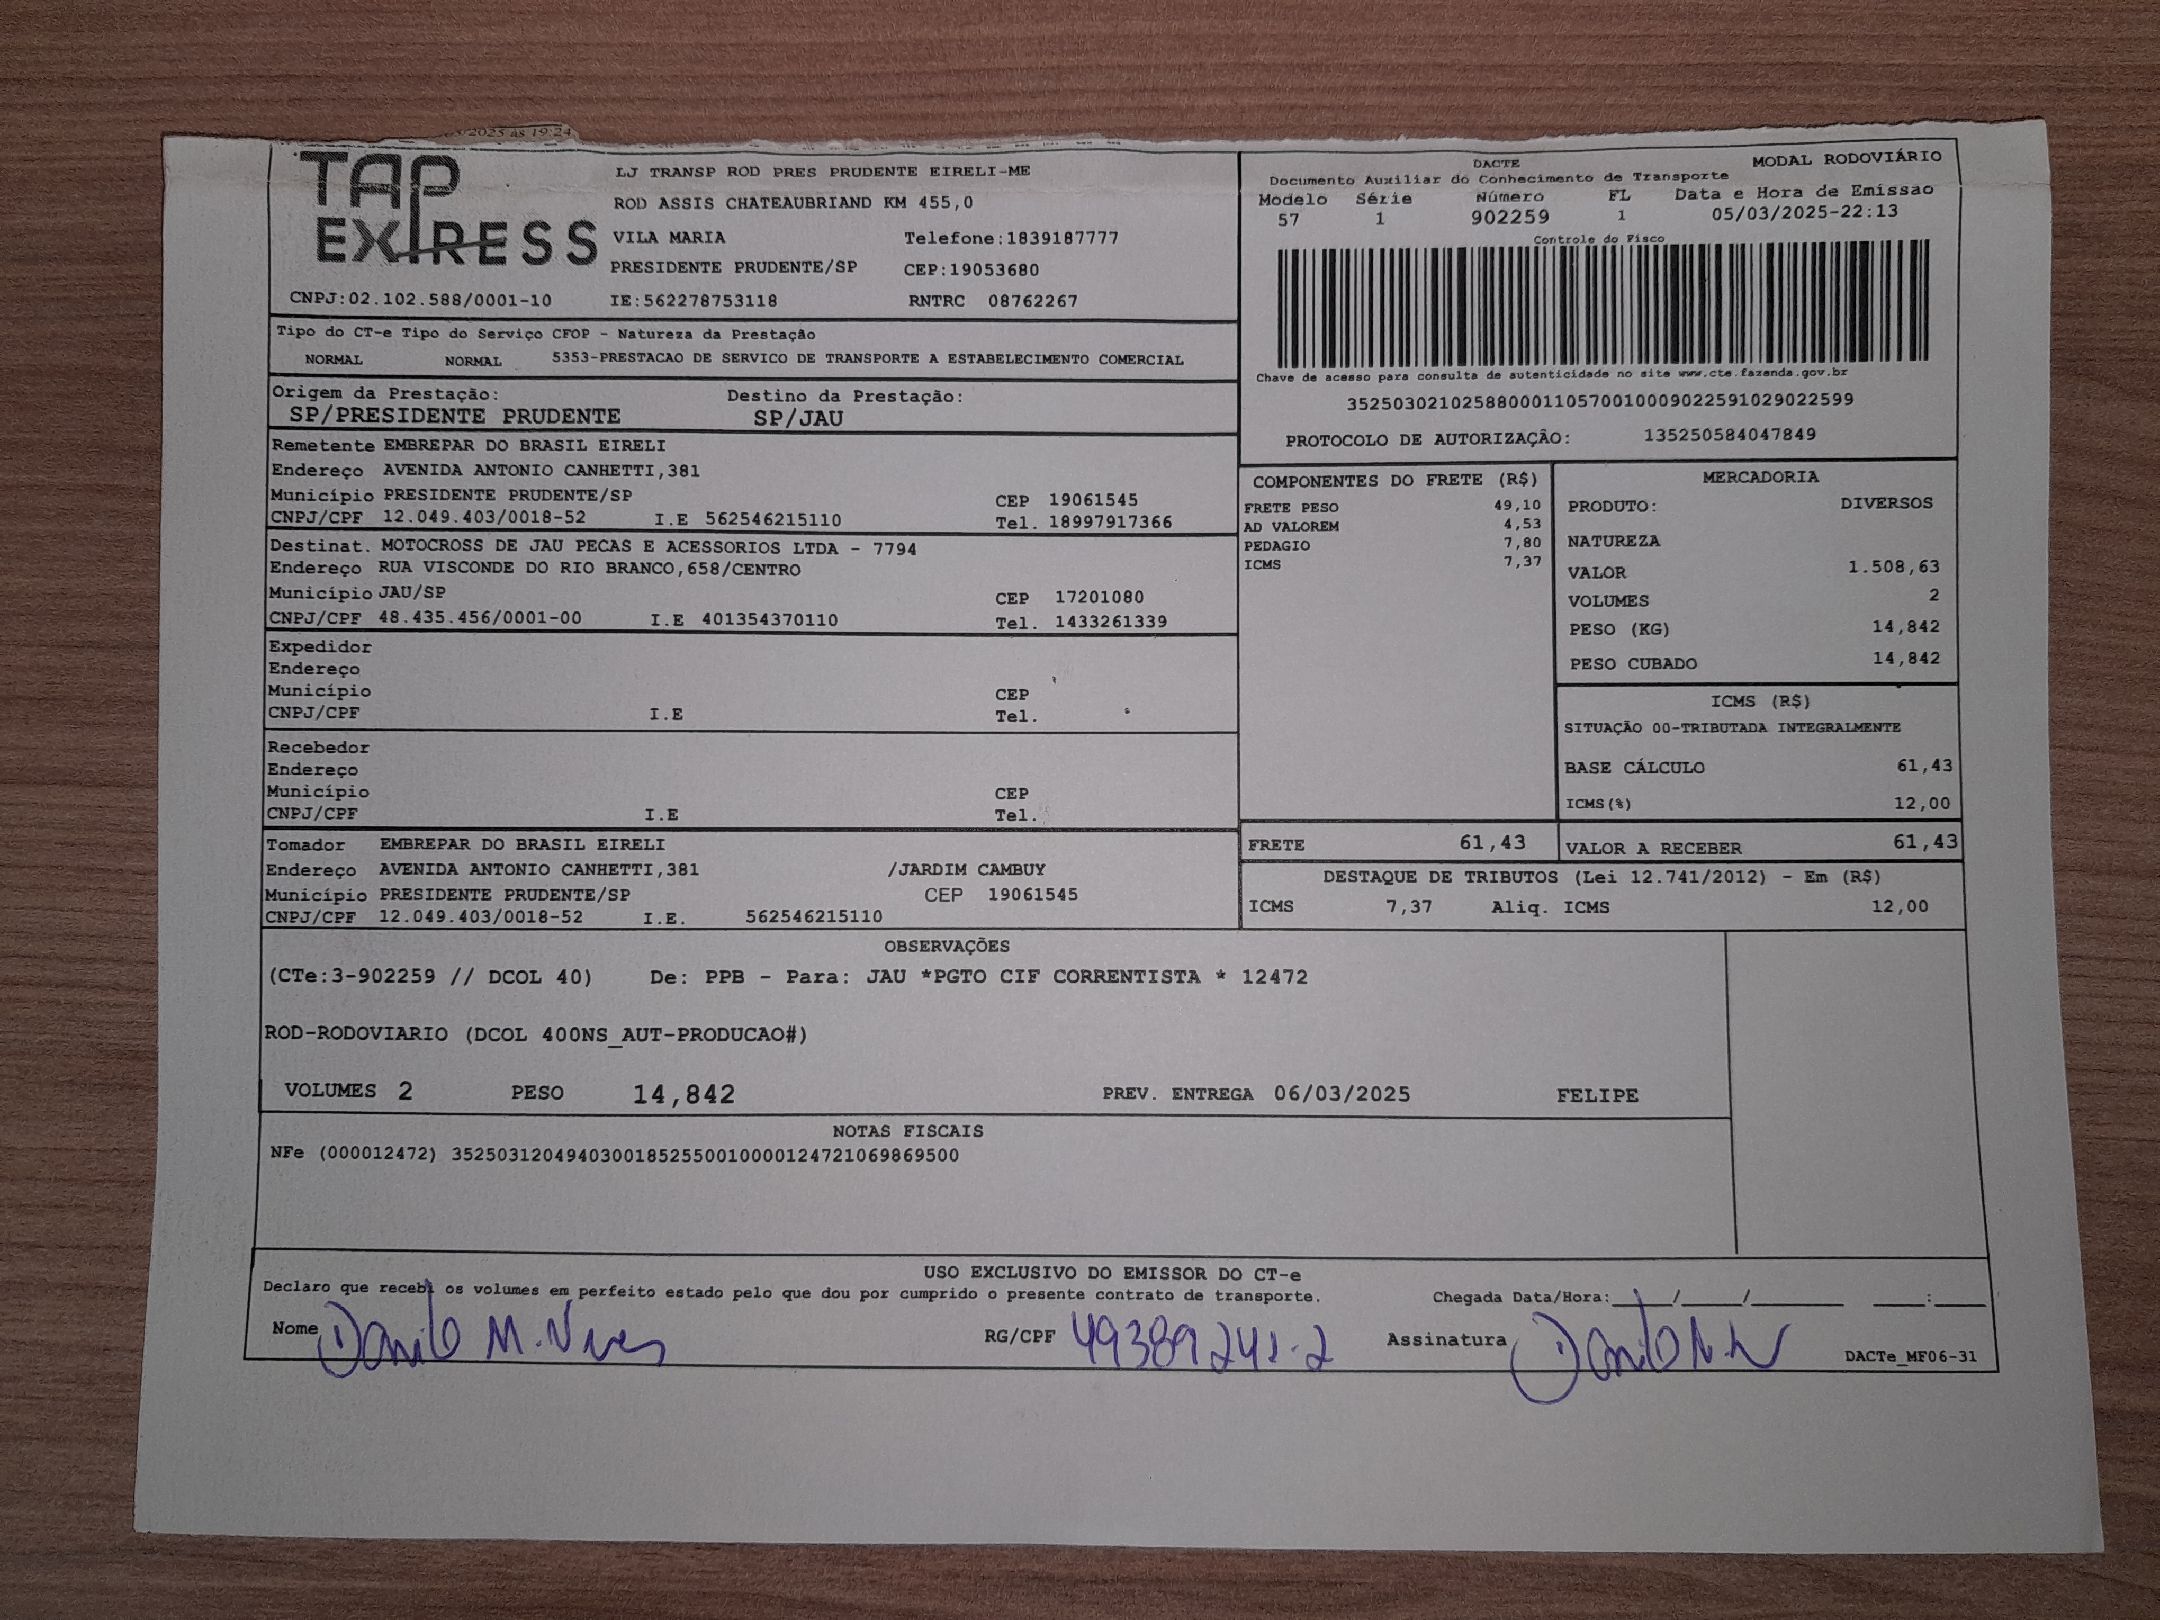 3/2025 às 19:24
TAP EXPRESS
LJ TRANSP ROD PRES PRUDENTE EIRELI-ME
ROD ASSIS CHATEAUBRIAND KM 455,0
VILA MARIA Telefone:1839187777
PRESIDENTE PRUDENTE/SP CEP:19053680
CNPJ:02.102.588/0001-10 IE:562278753118 RNTRC 08762267
DACTE MODAL RODOVIÁRIO
Documento Auxiliar do Conhecimento de Transporte
Modelo Série Número FL Data e Hora de Emissao
57 1 902259 1 05/03/2025-22:13
Controle do Fisco
Chave de acesso para consulta de autenticidade no site www.cte.fazenda.gov.br
35250302102588000110570010009022591029022599
PROTOCOLO DE AUTORIZAÇÃO: 135250584047849
Tipo do CT-e Tipo do Serviço CFOP - Natureza da Prestação
NORMAL NORMAL 5353-PRESTACAO DE SERVICO DE TRANSPORTE A ESTABELECIMENTO COMERCIAL
Origem da Prestação: Destino da Prestação:
SP/PRESIDENTE PRUDENTE SP/JAU
Remetente EMBREPAR DO BRASIL EIRELI
Endereço AVENIDA ANTONIO CANHETTI,381
Município PRESIDENTE PRUDENTE/SP CEP 19061545
CNPJ/CPF 12.049.403/0018-52 I.E 562546215110 Tel. 18997917366
Destinat. MOTOCROSS DE JAU PECAS E ACESSORIOS LTDA - 7794
Endereço RUA VISCONDE DO RIO BRANCO,658/CENTRO
Município JAU/SP CEP 17201080
CNPJ/CPF 48.435.456/0001-00 I.E 401354370110 Tel. 1433261339
Expedidor
Endereço
Município CEP
CNPJ/CPF I.E Tel.
Recebedor
Endereço
Município CEP
CNPJ/CPF I.E Tel.
Tomador EMBREPAR DO BRASIL EIRELI
Endereço AVENIDA ANTONIO CANHETTI,381 /JARDIM CAMBUY
Município PRESIDENTE PRUDENTE/SP CEP 19061545
CNPJ/CPF 12.049.403/0018-52 I.E. 562546215110
COMPONENTES DO FRETE (R$)
FRETE PESO 49,10
AD VALOREM 4,53
PEDAGIO 7,80
ICMS 7,37
MERCADORIA
PRODUTO: DIVERSOS
NATUREZA
VALOR 1.508,63
VOLUMES 2
PESO (KG) 14,842
PESO CUBADO 14,842
ICMS (R$)
SITUAÇÃO 00-TRIBUTADA INTEGRALMENTE
BASE CÁLCULO 61,43
ICMS(%) 12,00
FRETE 61,43 VALOR A RECEBER 61,43
DESTAQUE DE TRIBUTOS (Lei 12.741/2012) - Em (R$)
ICMS 7,37 Aliq. ICMS 12,00
OBSERVAÇÕES
(CTe:3-902259 // DCOL 40) De: PPB - Para: JAU *PGTO CIF CORRENTISTA * 12472
ROD-RODOVIARIO (DCOL 400NS_AUT-PRODUCAO#)
VOLUMES 2 PESO 14,842 PREV. ENTREGA 06/03/2025 FELIPE
NOTAS FISCAIS
NFe (000012472) 35250312049403001852550010000124721069869500
USO EXCLUSIVO DO EMISSOR DO CT-e
Declaro que recebi os volumes em perfeito estado pelo que dou por cumprido o presente contrato de transporte. Chegada Data/Hora:____/____/______ ____:____
Nome Danilo M. RG/CPF 49389241-2 Assinatura Danilo
DACTe_MF06-31